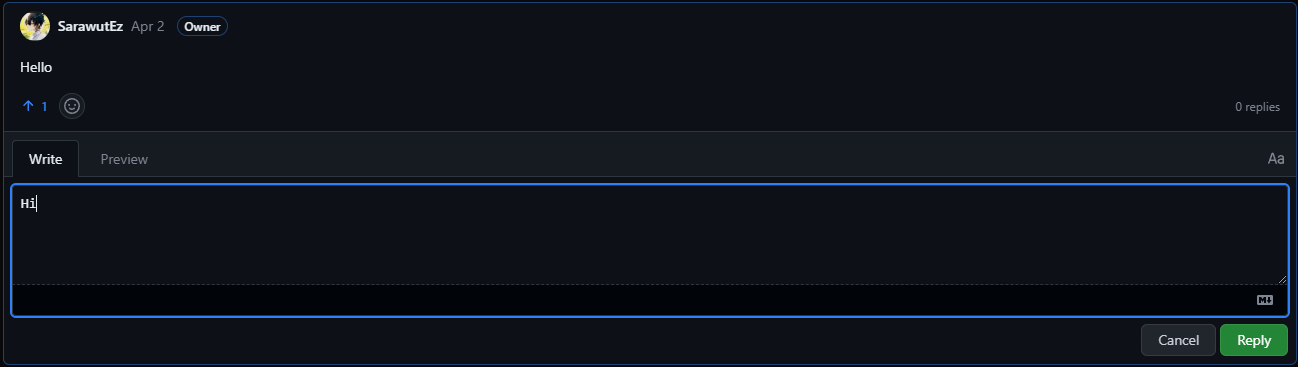 SarawutEz Apr 2 Owner
Hello
1 0 replies
Write Preview Aa
Hi
Cancel Reply